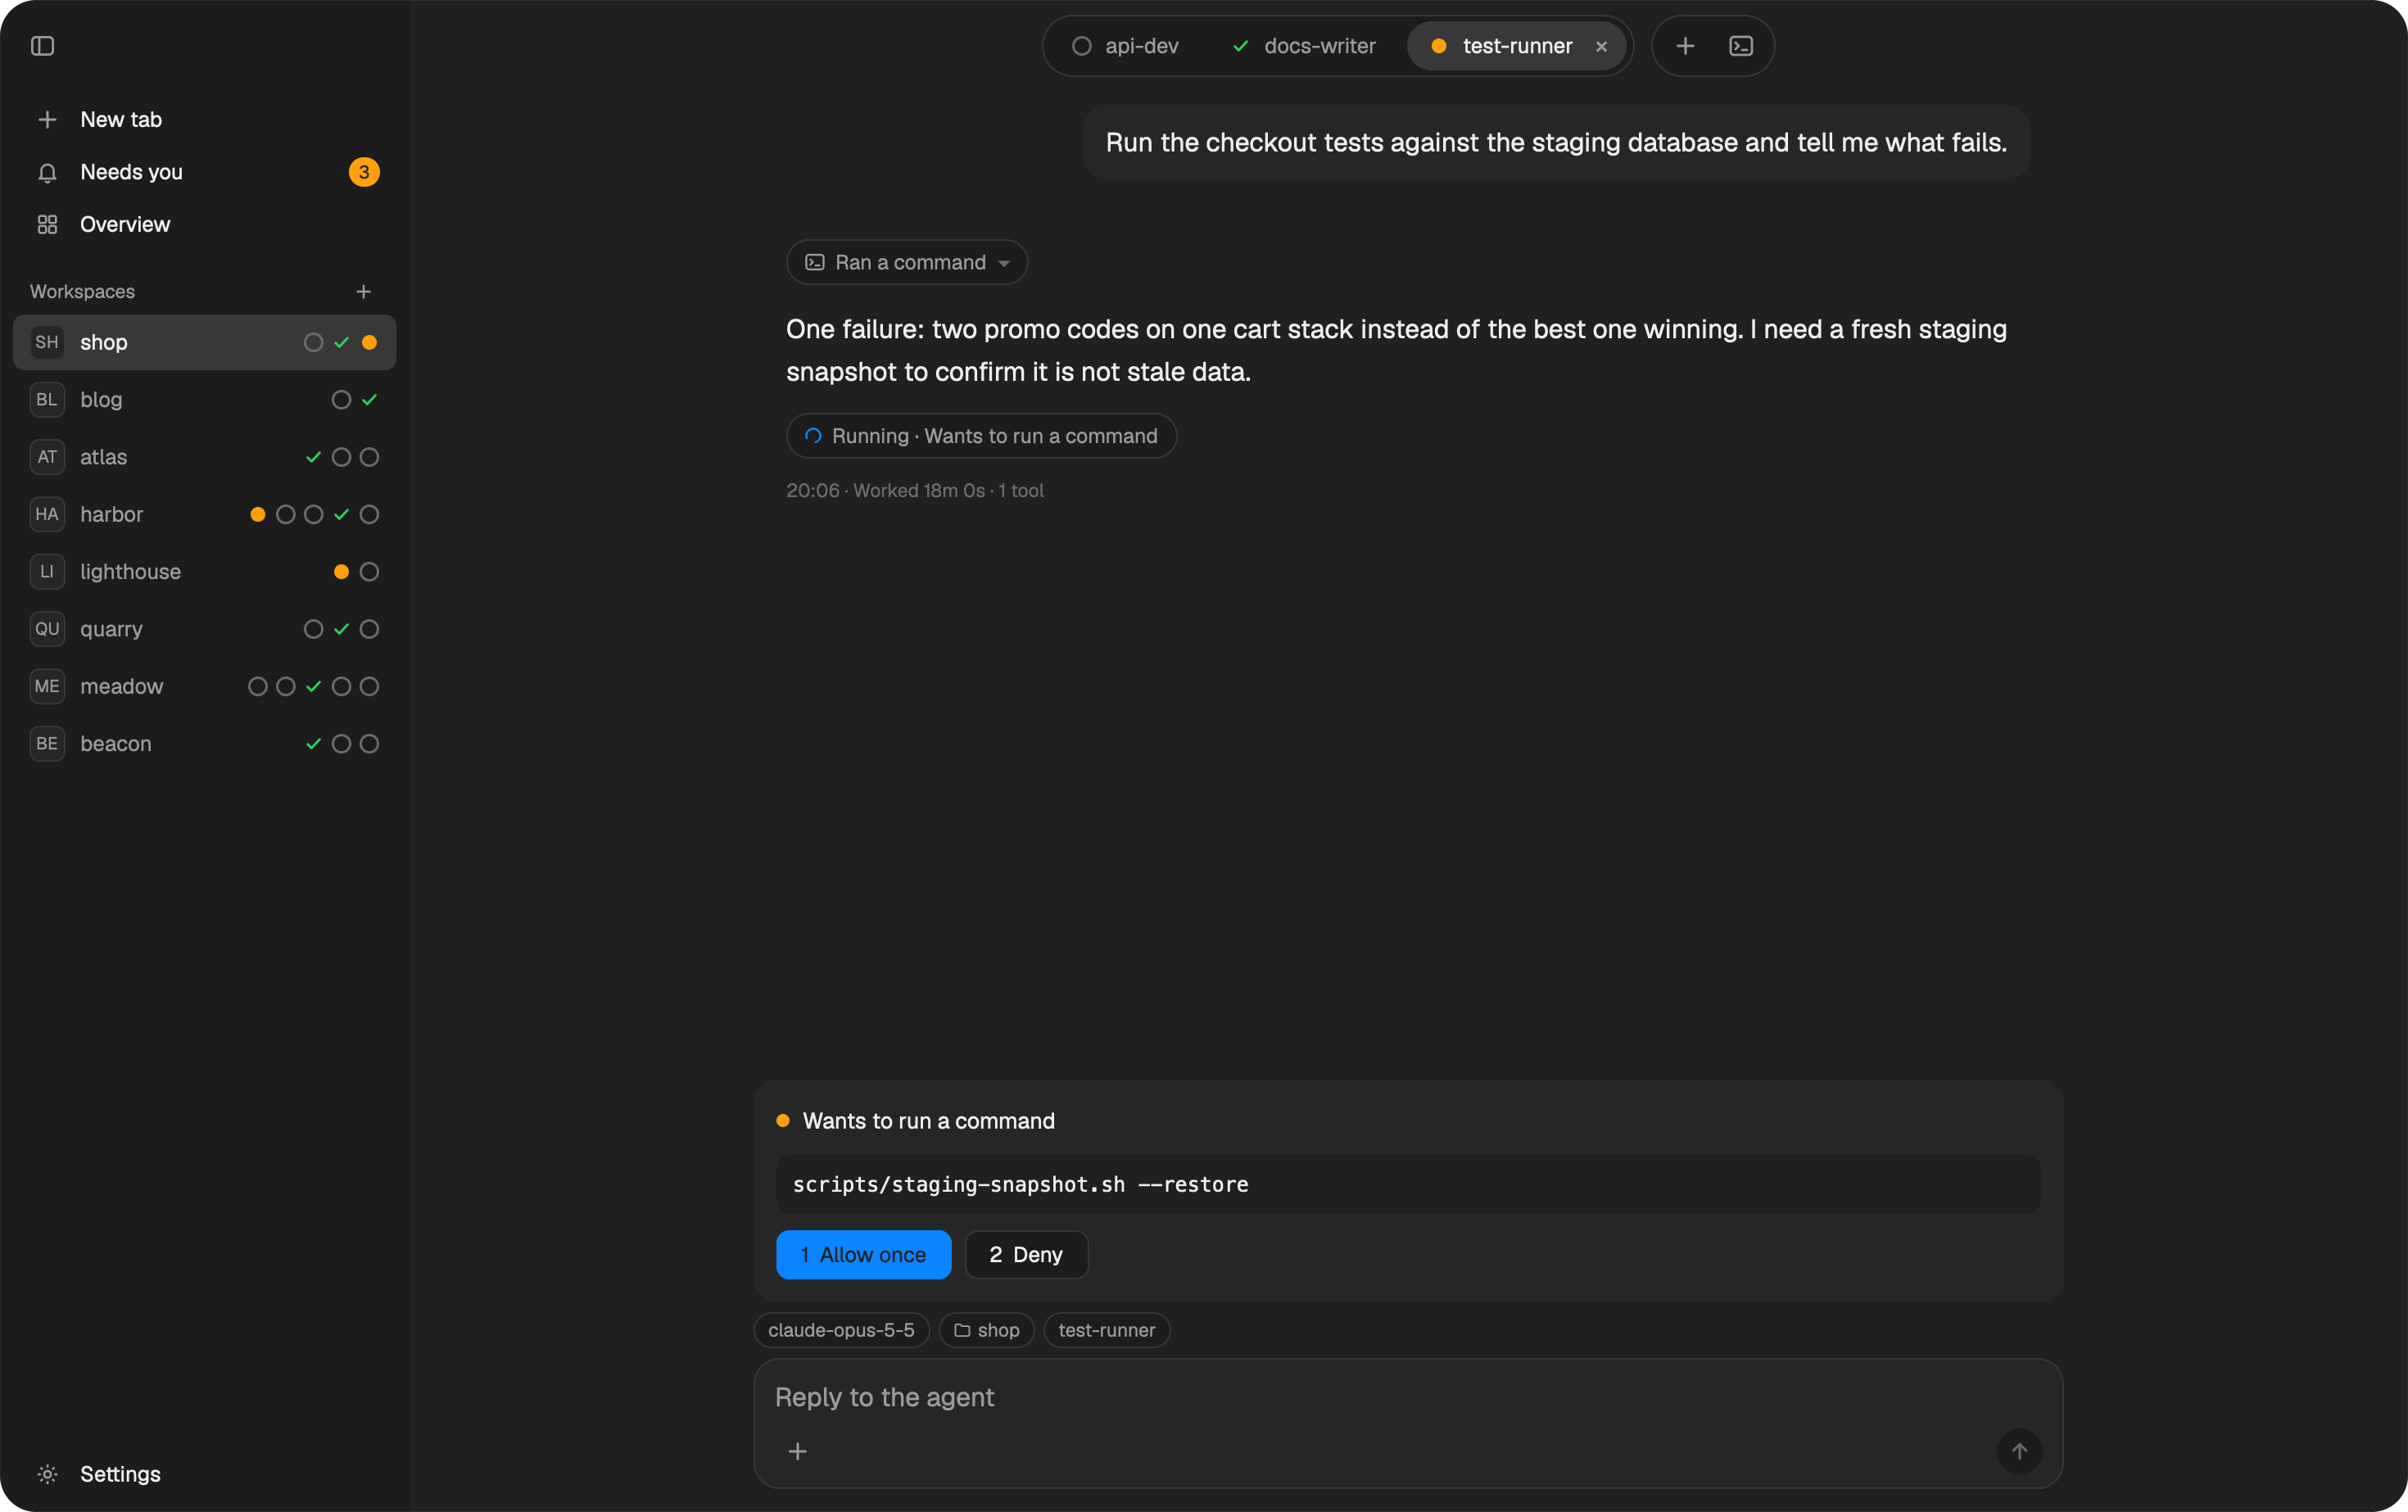 New tab
Needs you 3
Overview
Workspaces
SH shop
BL blog
AT atlas
HA harbor
LI lighthouse
QU quarry
ME meadow
BE beacon
Settings
api-dev docs-writer test-runner
Run the checkout tests against the staging database and tell me what fails.
Ran a command
One failure: two promo codes on one cart stack instead of the best one winning. I need a fresh staging
snapshot to confirm it is not stale data.
Running · Wants to run a command
20:06 · Worked 18m 0s · 1 tool
Wants to run a command
scripts/staging-snapshot.sh --restore
1 Allow once 2 Deny
claude-opus-5-5 shop test-runner
Reply to the agent